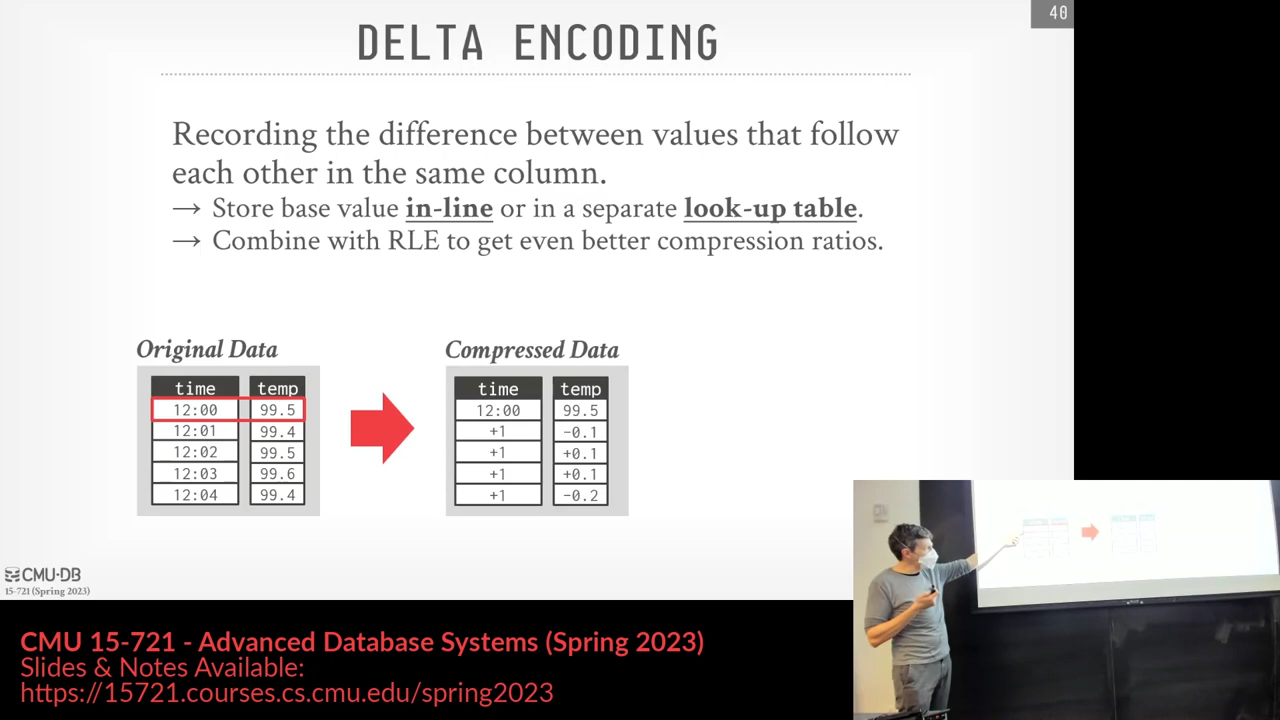 40
DELTA ENCODING
Recording the difference between values that follow
each other in the same column.
→ Store base value in-line or in a separate look-up table.
→ Combine with RLE to get even better compression ratios.
Original Data
time temp
12:00 99.5
12:01 99.4
12:02 99.5
12:03 99.6
12:04 99.4
Compressed Data
time temp
12:00 99.5
+1 −0.1
+1 +0.1
+1 +0.1
+1 −0.2
CMU·DB
15-721 (Spring 2023)
CMU 15-721 - Advanced Database Systems (Spring 2023)
Slides & Notes Available:
https://15721.courses.cs.cmu.edu/spring2023